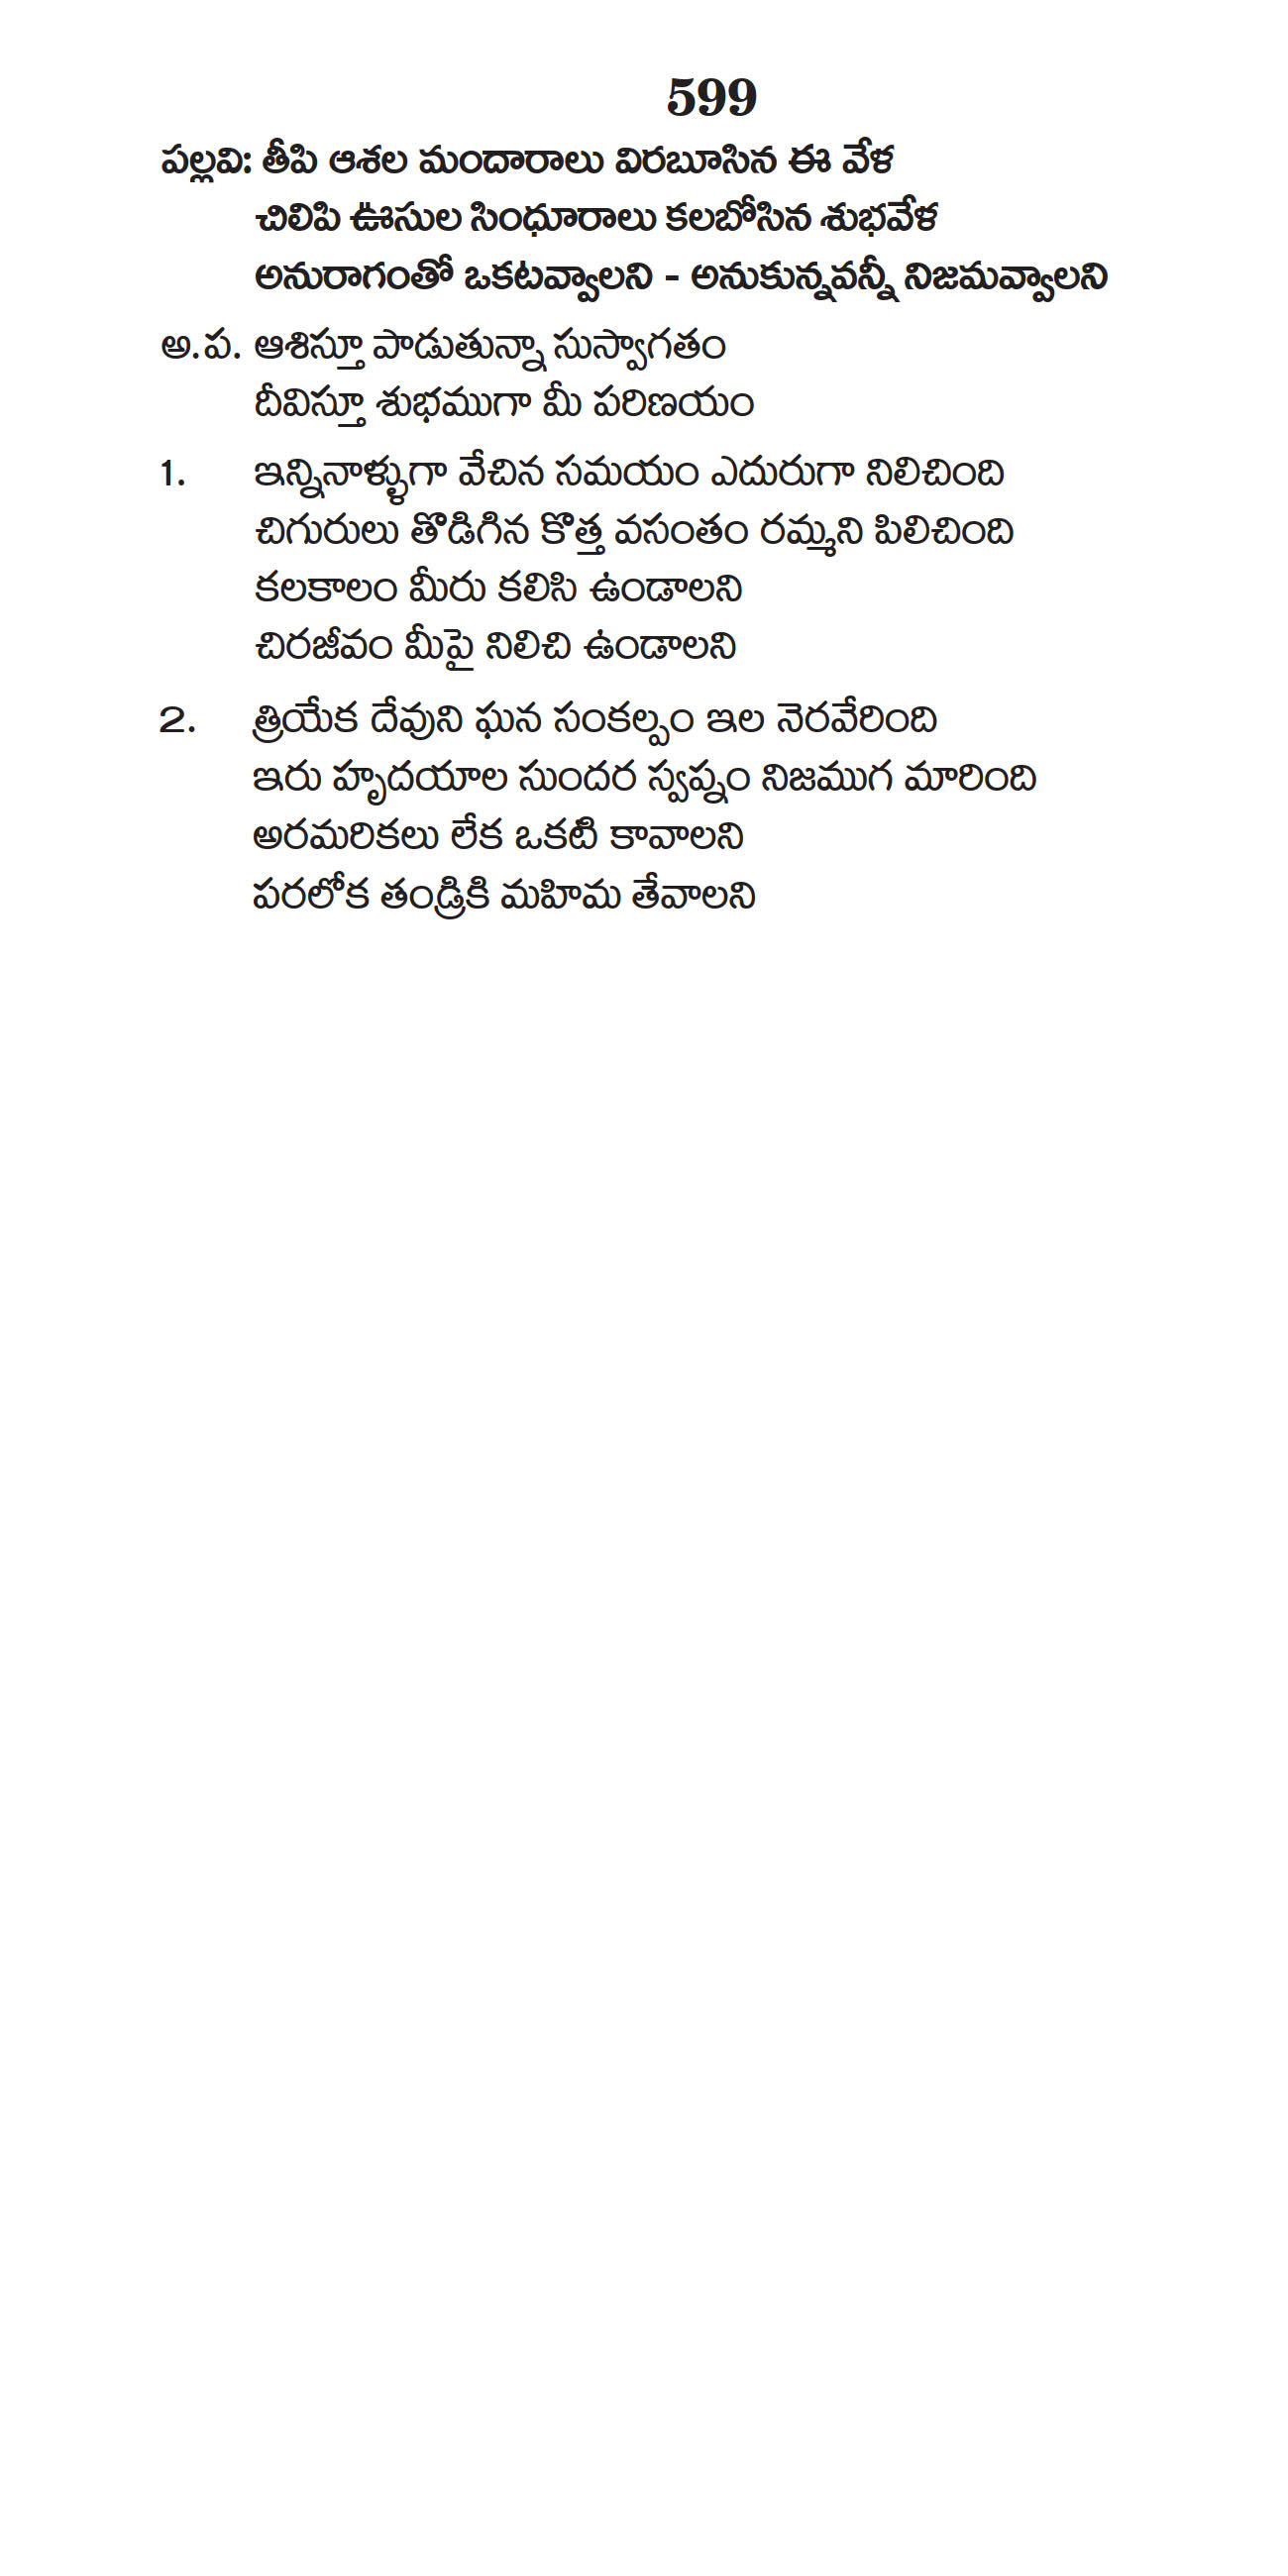 599
పల్లవి: తీపి ఆశల మందారాలు విరబూసిన ఈ వేళ
చిలిపి ఊసుల సింధూరాలు కలబోసిన శుభవేళ
అనురాగంతో ఒకటవ్వాలని - అనుకున్నవన్నీ నిజమవ్వాలని
అ.ప. ఆశిస్తూ పాడుతున్నా సుస్వాగతం
దీవిస్తూ శుభముగా మీ పరిణయం
1. ఇన్నినాళ్ళుగా వేచిన సమయం ఎదురుగా నిలిచింది
చిగురులు తొడిగిన కొత్త వసంతం రమ్మని పిలిచింది
కలకాలం మీరు కలిసి ఉండాలని
చిరజీవం మీపై నిలిచి ఉండాలని
2. త్రియేక దేవుని ఘన సంకల్పం ఇల నెరవేరింది
ఇరు హృదయాల సుందర స్వప్నం నిజముగ మారింది
అరమరికలు లేక ఒకటి కావాలని
పరలోక తండ్రికి మహిమ తేవాలని